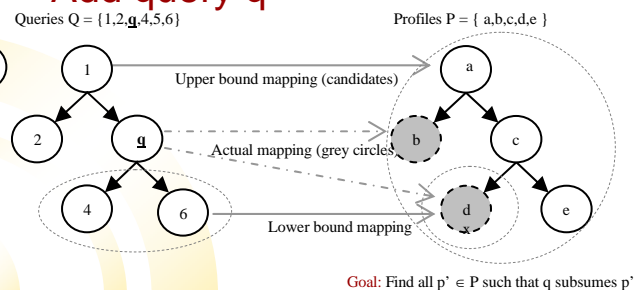 Add query q
Queries Q = {1,2,q,4,5,6}
Profiles P = { a,b,c,d,e }
1
a
Upper bound mapping (candidates)
2
q
b
c
Actual mapping (grey circles)
4
6
d
x
e
Lower bound mapping
Goal: Find all p' ∈ P such that q subsumes p'